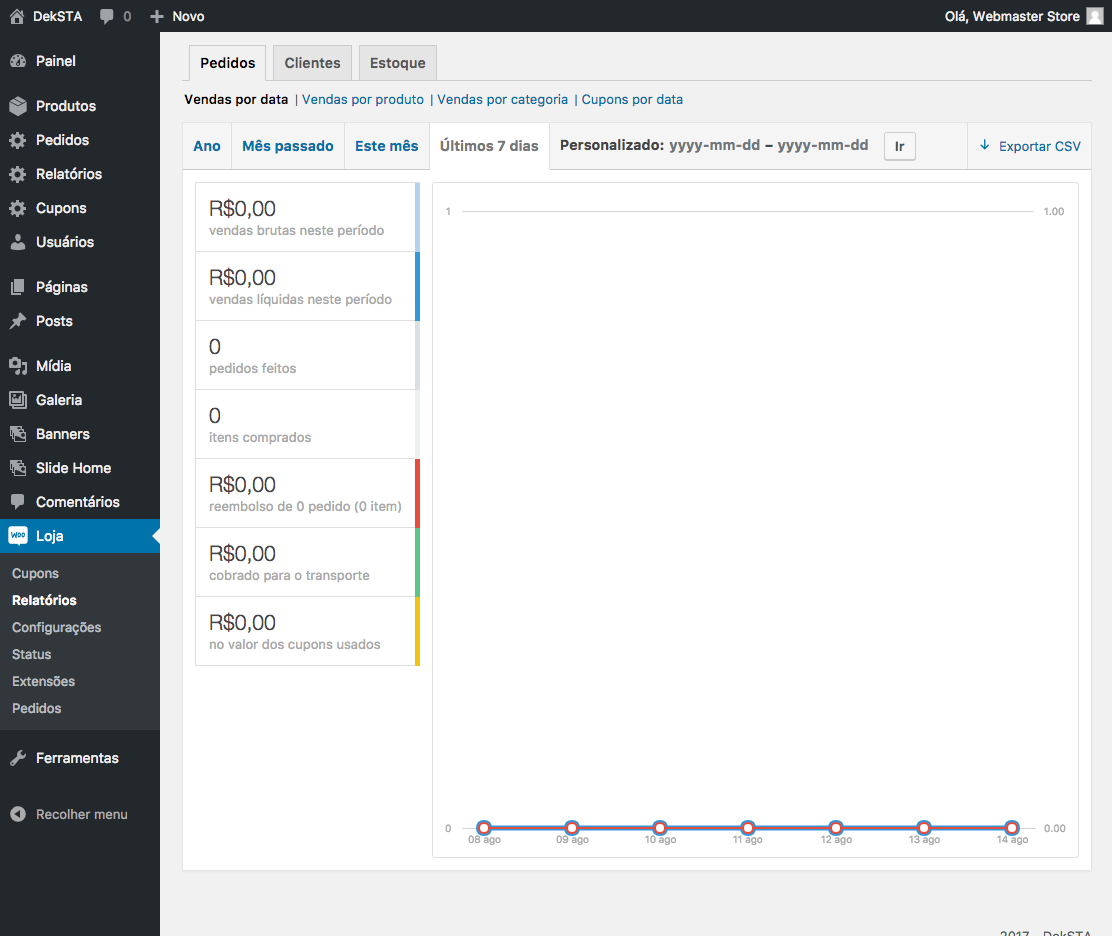 DekSTA 0 Novo Olá, Webmaster Store
Painel
Produtos
Pedidos
Relatórios
Cupons
Usuários
Páginas
Posts
Mídia
Galeria
Banners
Slide Home
Comentários
Woo Loja
Cupons
Relatórios
Configurações
Status
Extensões
Pedidos
Ferramentas
Recolher menu
Pedidos Clientes Estoque
Vendas por data | Vendas por produto | Vendas por categoria | Cupons por data
Ano Mês passado Este mês Últimos 7 dias Personalizado: yyyy-mm-dd – yyyy-mm-dd Ir Exportar CSV
R$0,00
vendas brutas neste período
R$0,00
vendas líquidas neste período
0
pedidos feitos
0
itens comprados
R$0,00
reembolso de 0 pedido (0 item)
R$0,00
cobrado para o transporte
R$0,00
no valor dos cupons usados
1 1.00
0 0.00
08 ago 09 ago 10 ago 11 ago 12 ago 13 ago 14 ago
2017 DekSTA